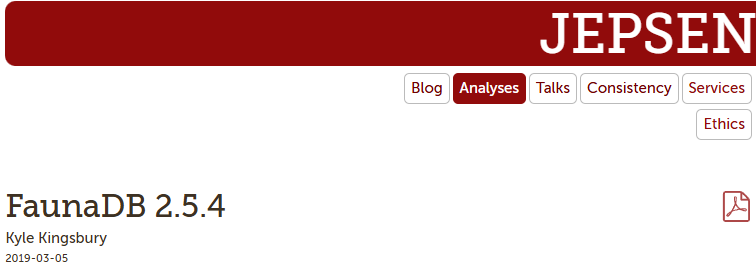 JEPSEN
Blog Analyses Talks Consistency Services
Ethics
FaunaDB 2.5.4
Kyle Kingsbury
2019-03-05